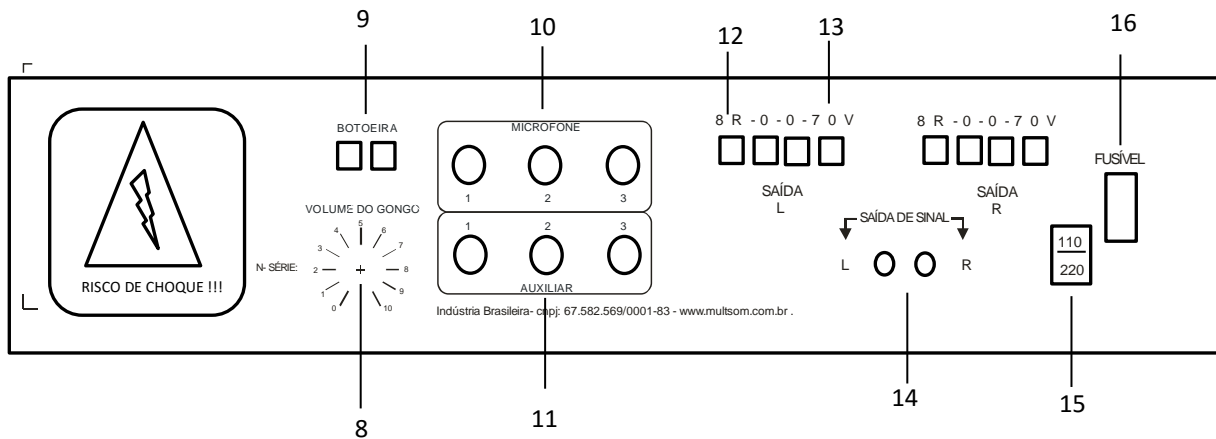 9
10
12
13
16
BOTOEIRA
MICROFONE
8 R - 0 - 0 - 7 0 V
8 R - 0 - 0 - 7 0 V
FUSÍVEL
1 2 3
SAÍDA
L
SAÍDA
R
VOLUME DO GONGO
0 1 2 3 4 5 6 7 8 9 10
N- SÉRIE:
1 2 3
AUXILIAR
SAÍDA DE SINAL
L R
110
220
RISCO DE CHOQUE !!!
Indústria Brasileira- cnpj: 67.582.569/0001-83 - www.multsom.com.br .
8
11
14
15